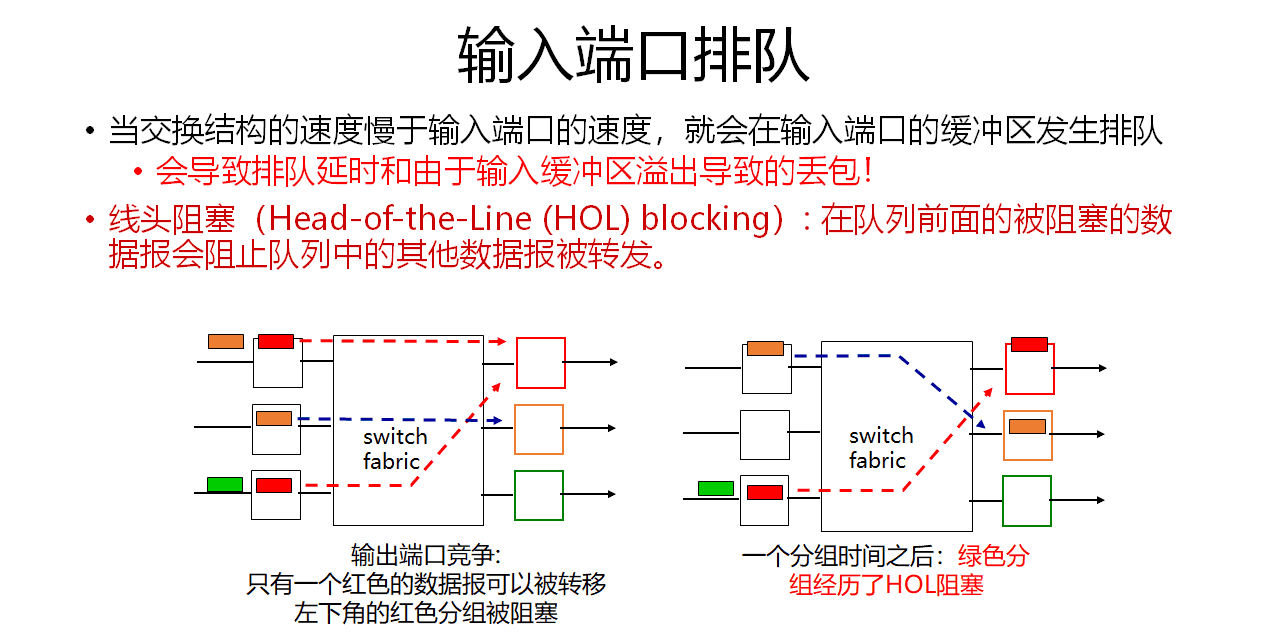 输入端口排队
• 当交换结构的速度慢于输入端口的速度，就会在输入端口的缓冲区发生排队
• 会导致排队延时和由于输入缓冲区溢出导致的丢包！
• 线头阻塞（Head-of-the-Line (HOL) blocking）: 在队列前面的被阻塞的数
据报会阻止队列中的其他数据报被转发。
switch
fabric
输出端口竞争:
只有一个红色的数据报可以被转移
左下角的红色分组被阻塞
switch
fabric
一个分组时间之后：绿色分
组经历了HOL阻塞